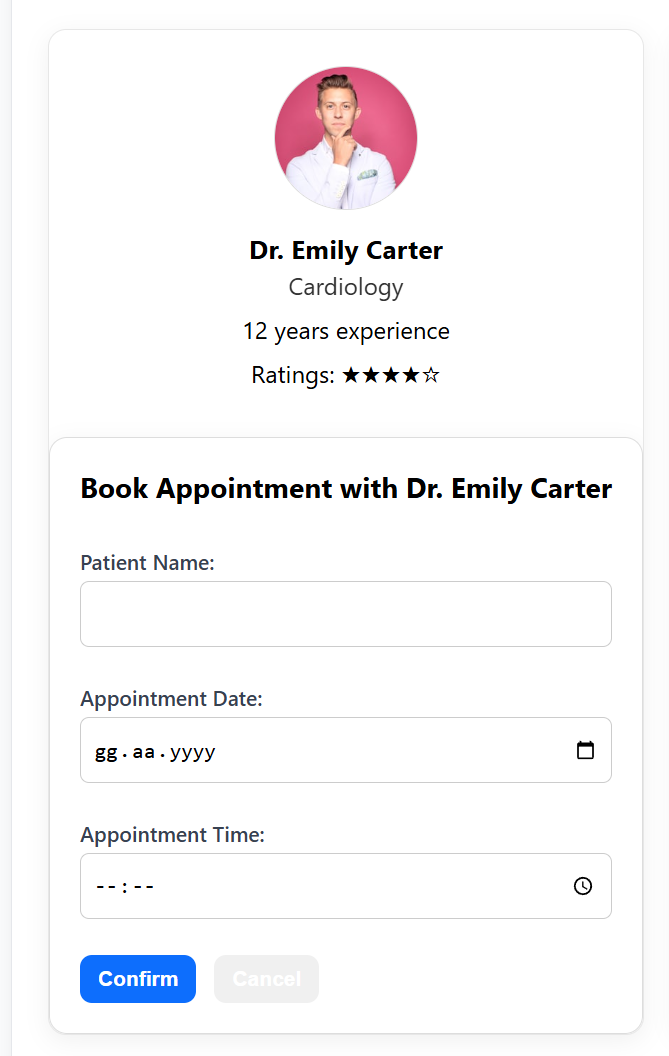 Dr. Emily Carter
Cardiology
12 years experience
Ratings: ★★★★☆
Book Appointment with Dr. Emily Carter
Patient Name:
Appointment Date:
gg.aa.yyyy
Appointment Time:
--:--
Confirm Cancel